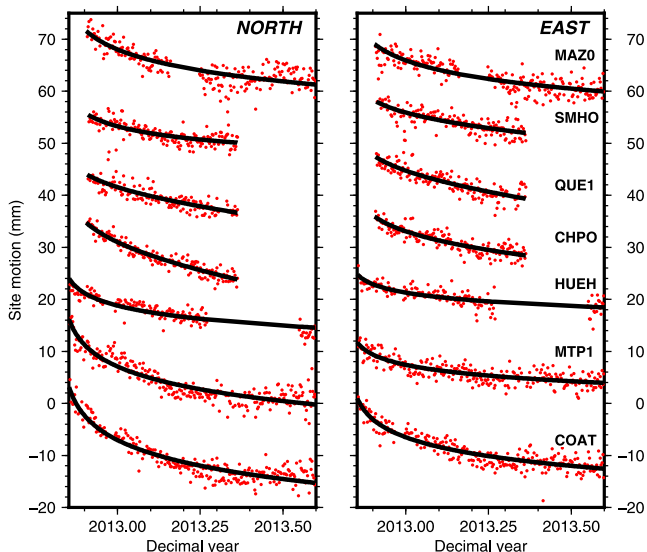 NORTH
EAST
Site motion (mm)
70
60
50
40
30
20
10
0
−10
−20
MAZ0
SMHO
QUE1
CHPO
HUEH
MTP1
COAT
70
60
50
40
30
20
10
0
−10
−20
2013.00 2013.25 2013.50
2013.00 2013.25 2013.50
Decimal year
Decimal year